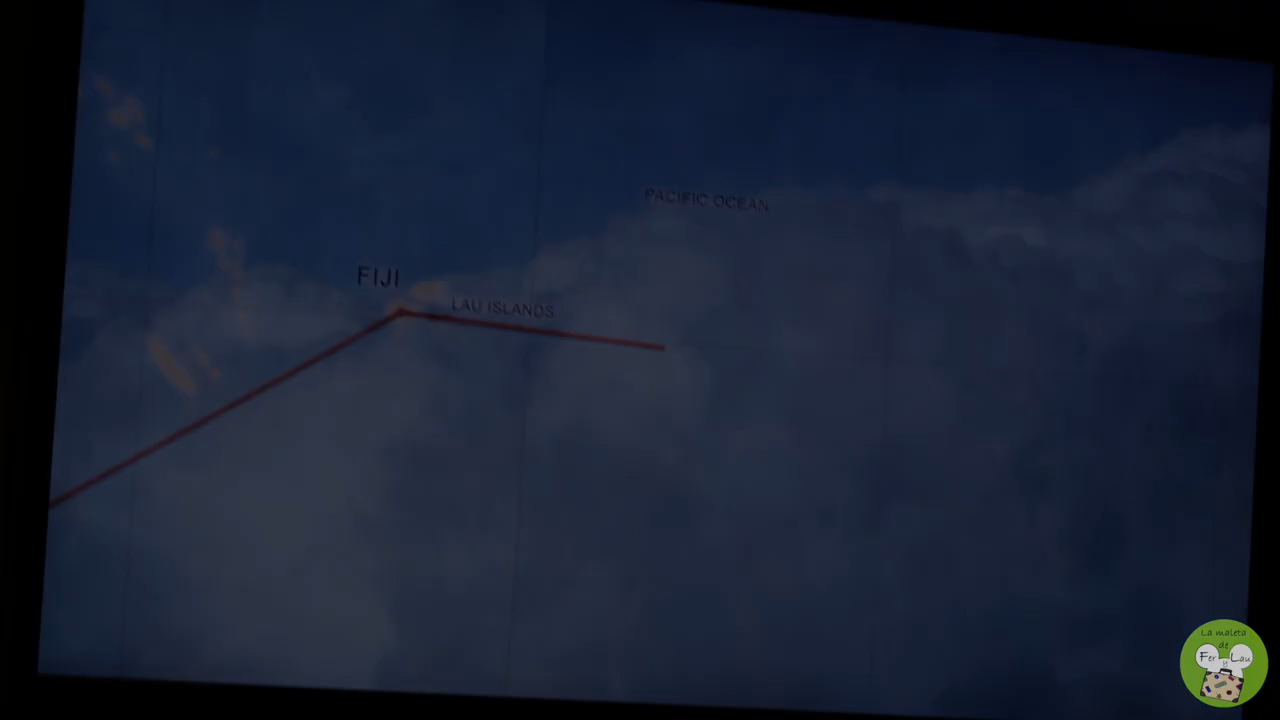 PACIFIC OCEAN
FIJI
LAU ISLANDS
La maleta
de
Fer y Lau